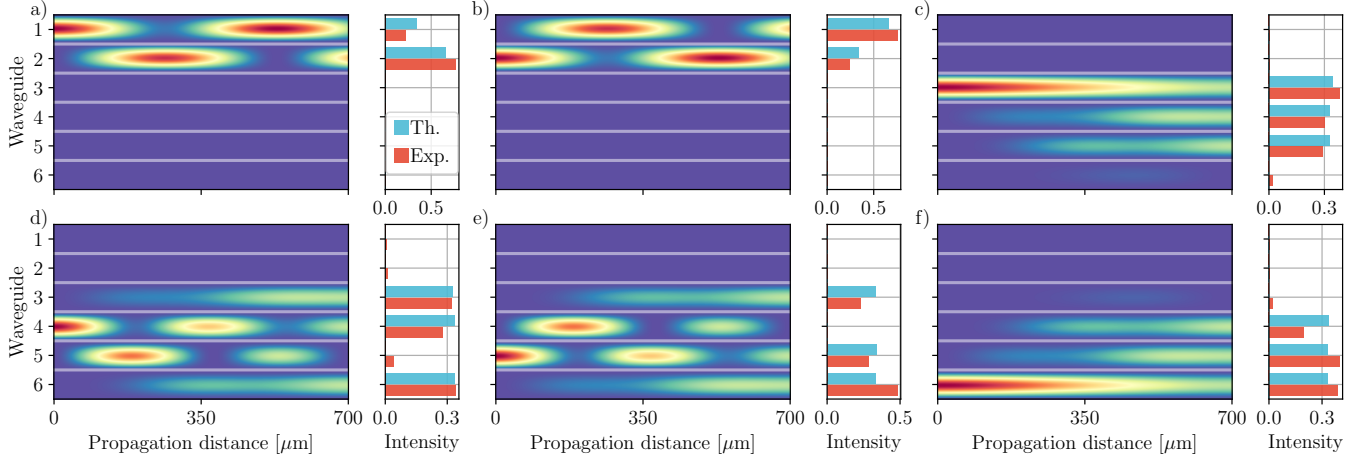 a)
b)
c)
Waveguide
1
2
3
4
5
6
Th.
Exp.
0 350 700
0.0 0.5
0.0 0.5
0.0 0.3
d)
e)
f)
Waveguide
1
2
3
4
5
6
0 350 700
0.0 0.3
0 350 700
0.0 0.5
0 350 700
0.0 0.3
Propagation distance [μm]
Intensity
Propagation distance [μm]
Intensity
Propagation distance [μm]
Intensity